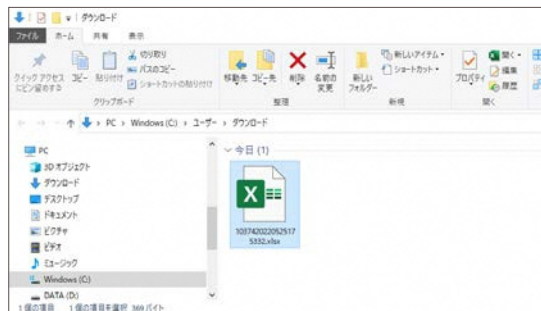 ダウンロード
ファイル ホーム 共有 表示
クイック アクセスにピン留めする
コピー
貼り付け
切り取り
パスのコピー
ショートカットの貼り付け
クリップボード
移動先
コピー先
削除
名前の変更
整理
新しいフォルダー
新しいアイテム
ショートカット
新規
プロパティ
開く
編集
履歴
開く
PC › Windows (C:) › ユーザー › ダウンロード
PC
3D オブジェクト
ダウンロード
デスクトップ
ドキュメント
ピクチャ
ビデオ
ミュージック
Windows (C:)
DATA (D:)
今日 (1)
103742022052517
5332.xlsx
1 個の項目 1 個の項目を選択 369 バイト